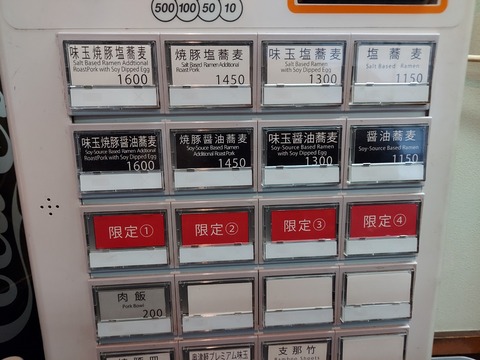 500 100 50 10
味玉焼豚塩蕎麦
Salt Based Ramen Additional
RoastPork with Soy Dipped Egg
1600
焼豚塩蕎麦
Salt Based Ramen Additional
RoastPork
1450
味玉塩蕎麦
Salt Based Ramen
with Soy Dipped Egg
1300
塩蕎麦
Salt Based Ramen
1150
味玉焼豚醤油蕎麦
Soy-Source Based Ramen Additional
RoastPork with Soy Dipped Egg
1600
焼豚醤油蕎麦
Soy-Source Based Ramen
Additional RoastPork
1450
味玉醤油蕎麦
Soy-Source Based Ramen
with Soy Dipped Egg
1300
醤油蕎麦
Soy-Source Based Ramen
1150
限定①
限定②
限定③
限定④
肉飯
Pork Bowl
200
支那竹